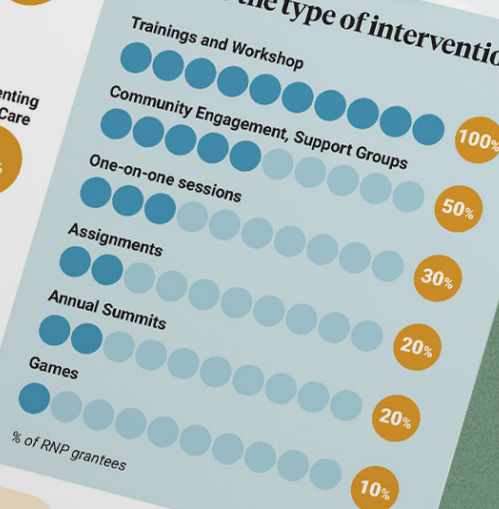 the type of interventio
Trainings and Workshop
100%
Community Engagement, Support Groups
50%
One-on-one sessions
30%
Assignments
20%
Annual Summits
20%
Games
10%
% of RNP grantees
enting
Care
%